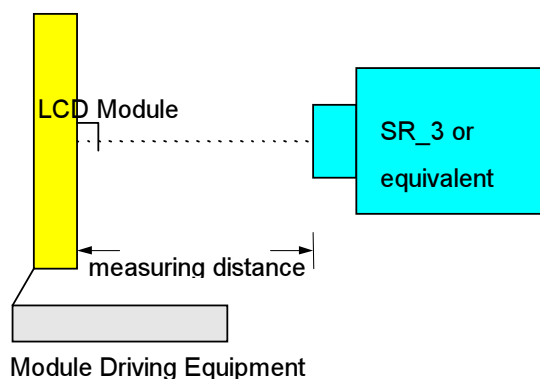 LCD Module
SR_3 or
equivalent
measuring distance
Module Driving Equipment